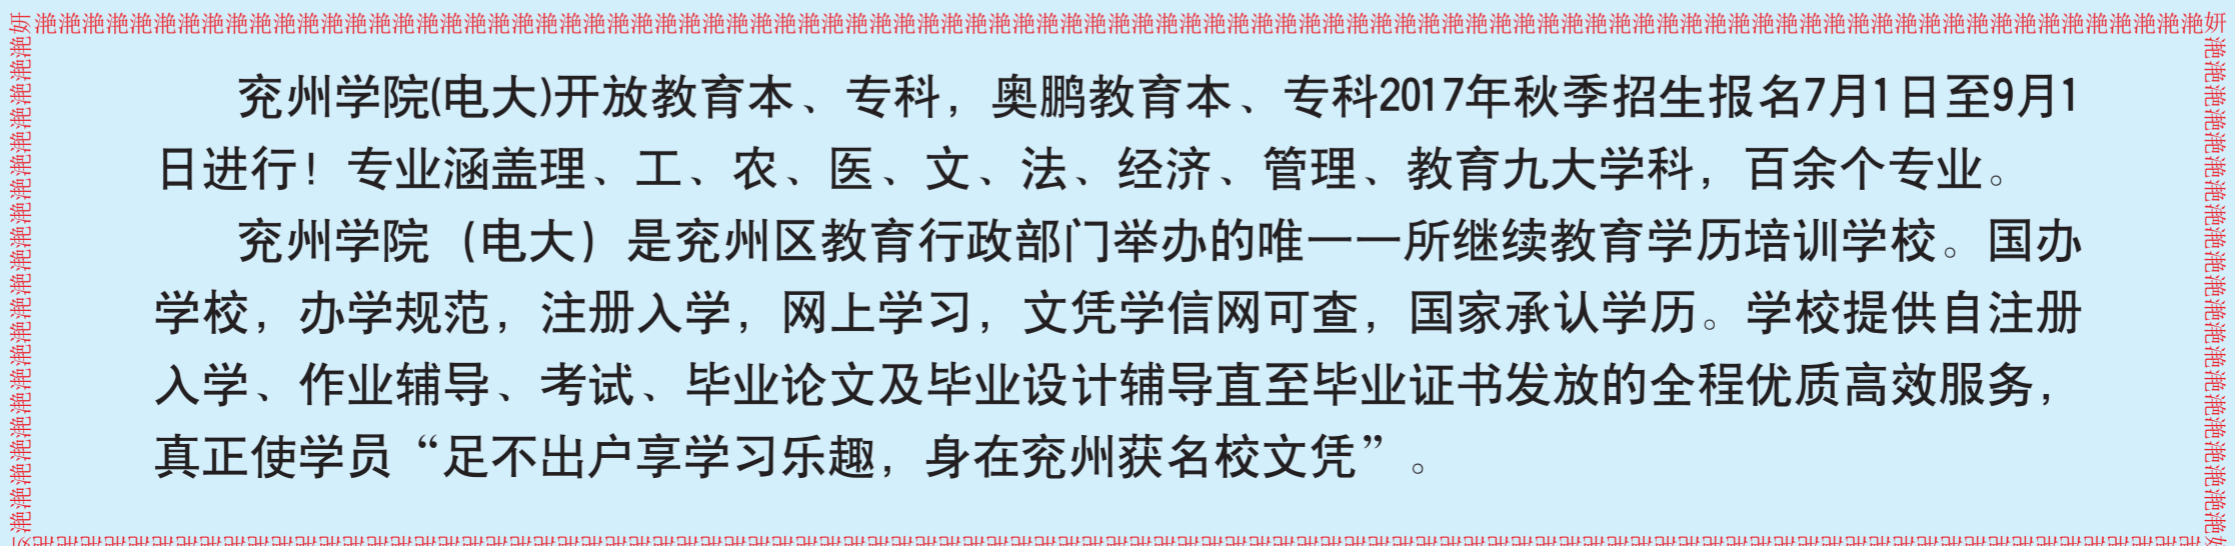 兖州学院(电大)开放教育本、专科，奥鹏教育本、专科2017年秋季招生报名7月1日至9月1
日进行！专业涵盖理、工、农、医、文、法、经济、管理、教育九大学科，百余个专业。
兖州学院（电大）是兖州区教育行政部门举办的唯一一所继续教育学历培训学校。国办
学校，办学规范，注册入学，网上学习，文凭学信网可查，国家承认学历。学校提供自注册
入学、作业辅导、考试、毕业论文及毕业设计辅导直至毕业证书发放的全程优质高效服务，
真正使学员“足不出户享学习乐趣，身在兖州获名校文凭”。